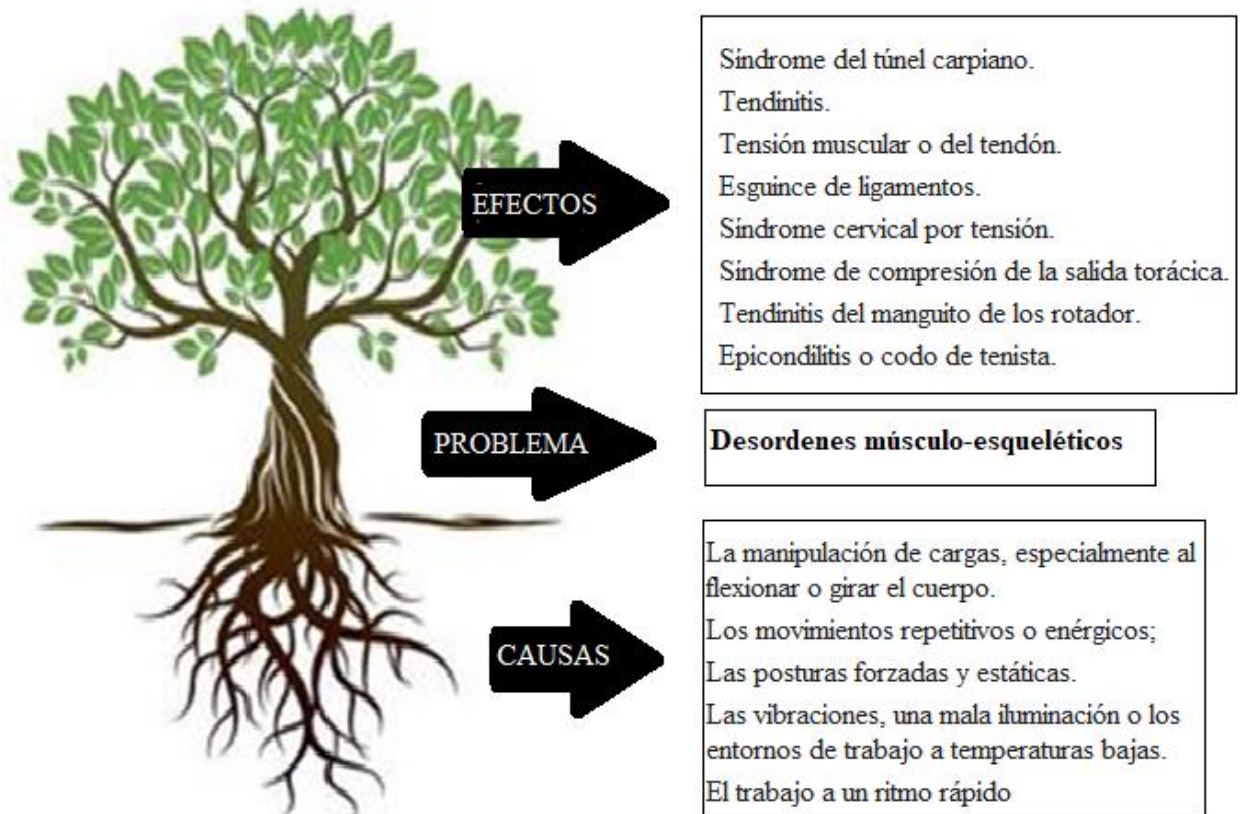 EFECTOS
Síndrome del túnel carpiano.
Tendinitis.
Tensión muscular o del tendón.
Esguince de ligamentos.
Síndrome cervical por tensión.
Síndrome de compresión de la salida torácica.
Tendinitis del manguito de los rotador.
Epicondilitis o codo de tenista.
PROBLEMA
Desordenes músculo-esqueléticos
CAUSAS
La manipulación de cargas, especialmente al
flexionar o girar el cuerpo.
Los movimientos repetitivos o enérgicos;
Las posturas forzadas y estáticas.
Las vibraciones, una mala iluminación o los
entornos de trabajo a temperaturas bajas.
El trabajo a un ritmo rápido